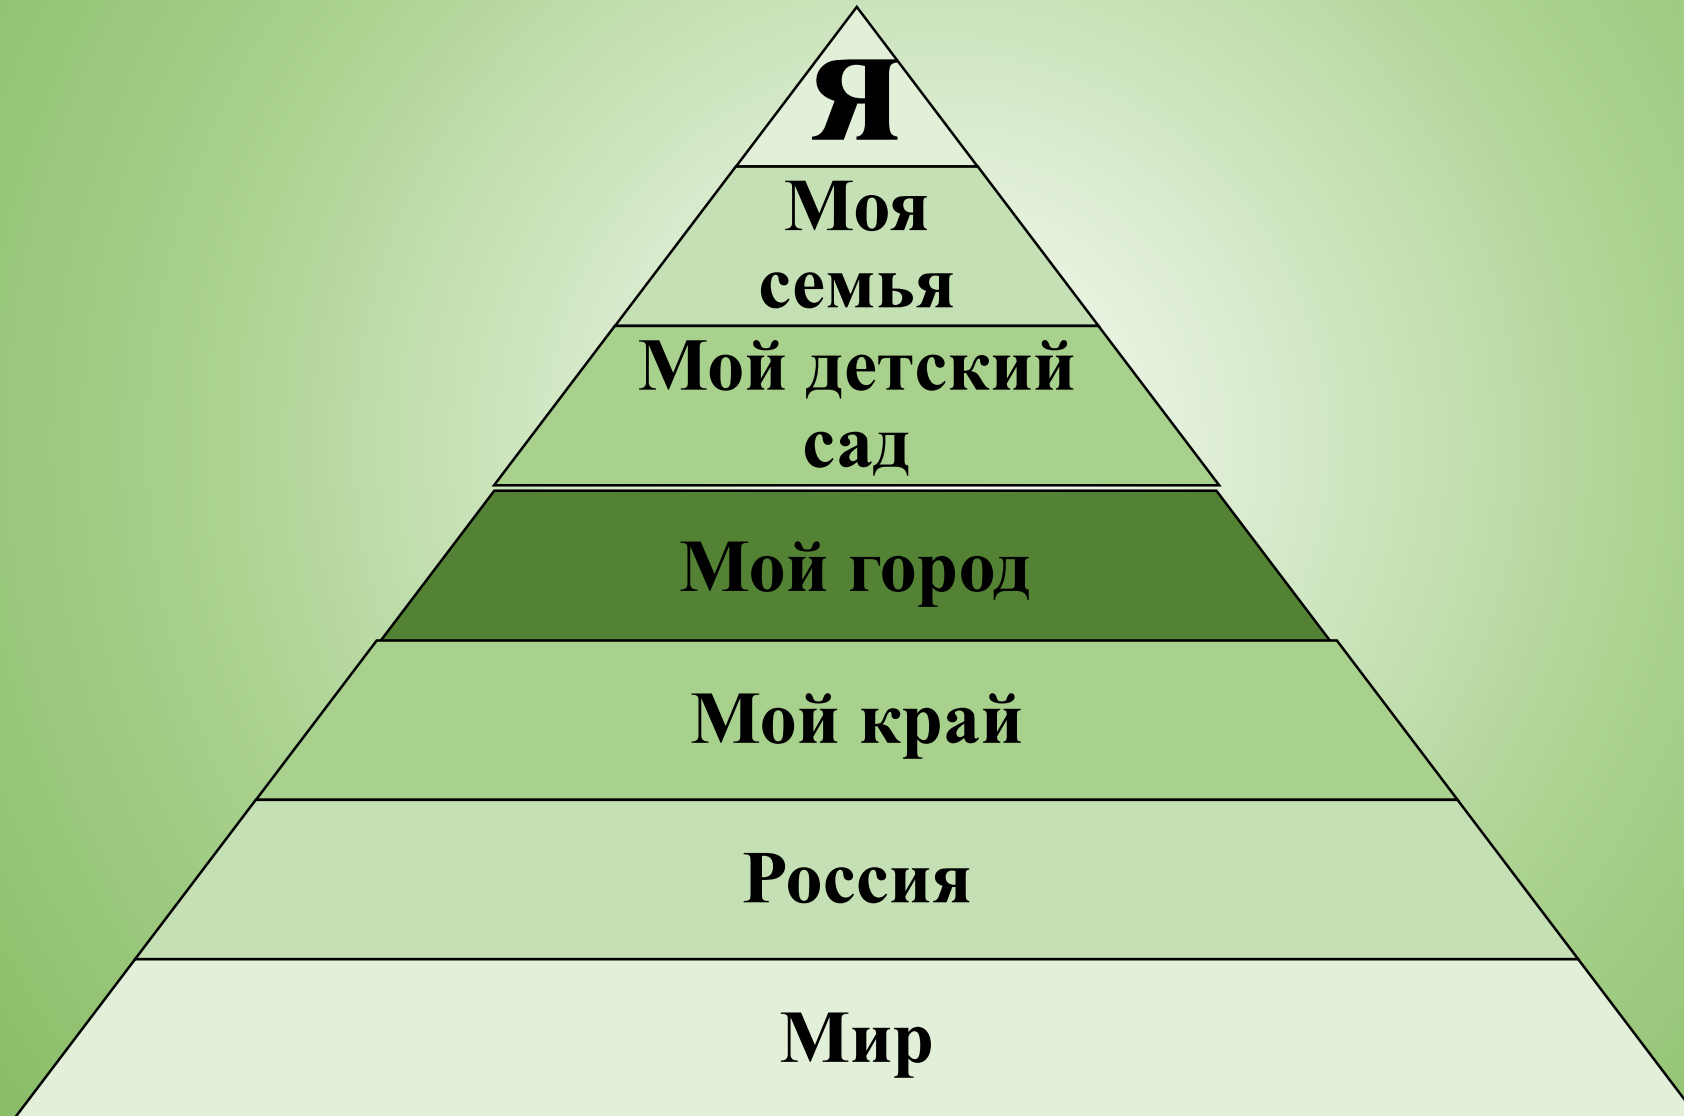 Я
Моя
семья
Мой детский
сад
Мой город
Мой край
Россия
Мир